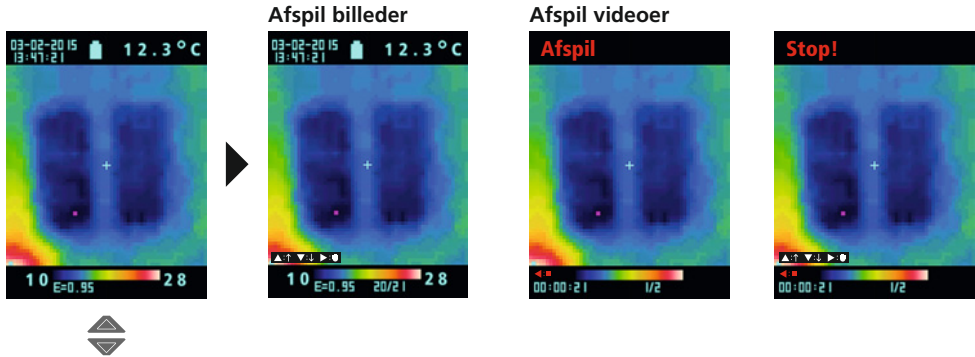 Afspil billeder
Afspil videoer
03-02-2015
13:47:21
12.3°C
10
28
E=0.95
03-02-2015
13:47:21
12.3°C
▲:↑ ▼:↓ ▶:
10
28
E=0.95 20/21
Afspil
◀:■
00:00:21 1/2
Stop!
▲:↑ ▼:↓ ▶:
◀:■
00:00:21 1/2